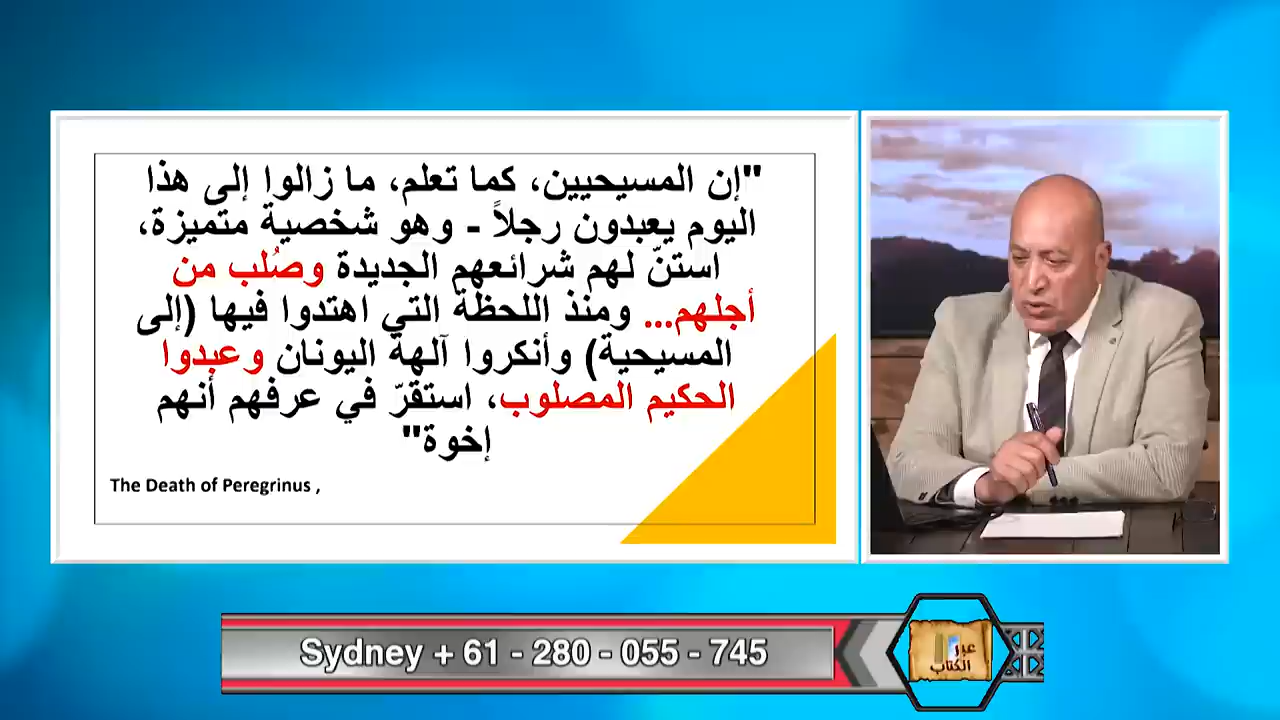 "إن المسيحيين، كما تعلم، ما زالوا إلى هذا
اليوم يعبدون رجلاً - وهو شخصية متميزة،
استنّ لهم شرائعهم الجديدة وصُلب من
أجلهم... ومنذ اللحظة التي اهتدوا فيها (إلى
المسيحية) وأنكروا آلهة اليونان وعبدوا
الحكيم المصلوب، استقرّ في عرفهم أنهم
إخوة"
The Death of Peregrinus ,
Sydney + 61 - 280 - 055 - 745
عبر
الكتاب